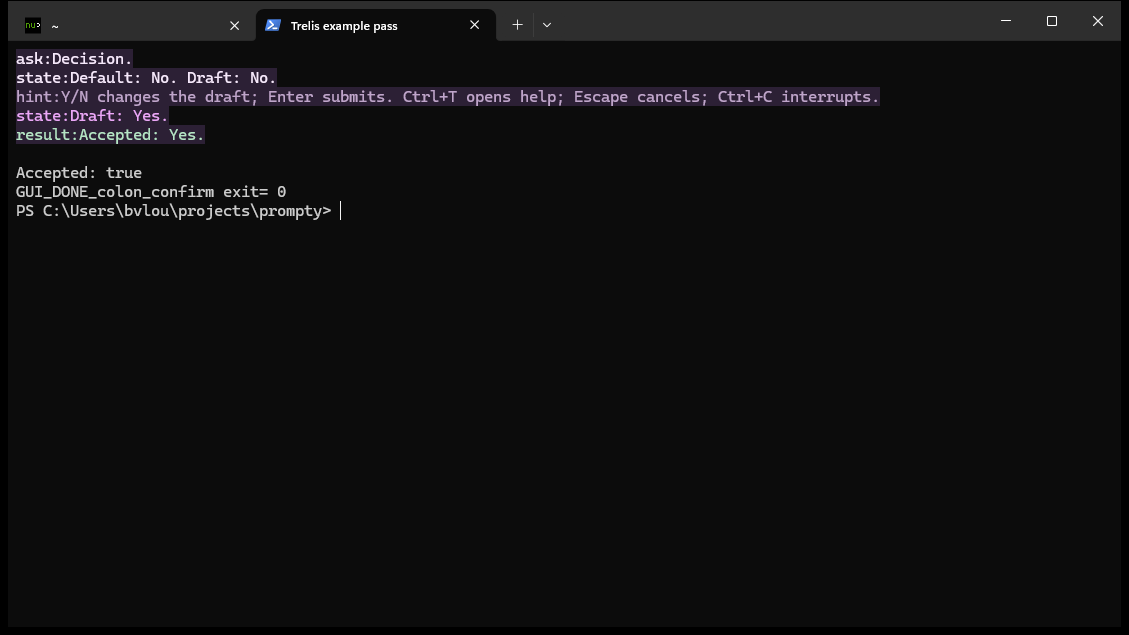 nu> ~
Trelis example pass
ask:Decision.
state:Default: No. Draft: No.
hint:Y/N changes the draft; Enter submits. Ctrl+T opens help; Escape cancels; Ctrl+C interrupts.
state:Draft: Yes.
result:Accepted: Yes.
Accepted: true
GUI_DONE_colon_confirm exit= 0
PS C:\Users\bvlou\projects\prompty>